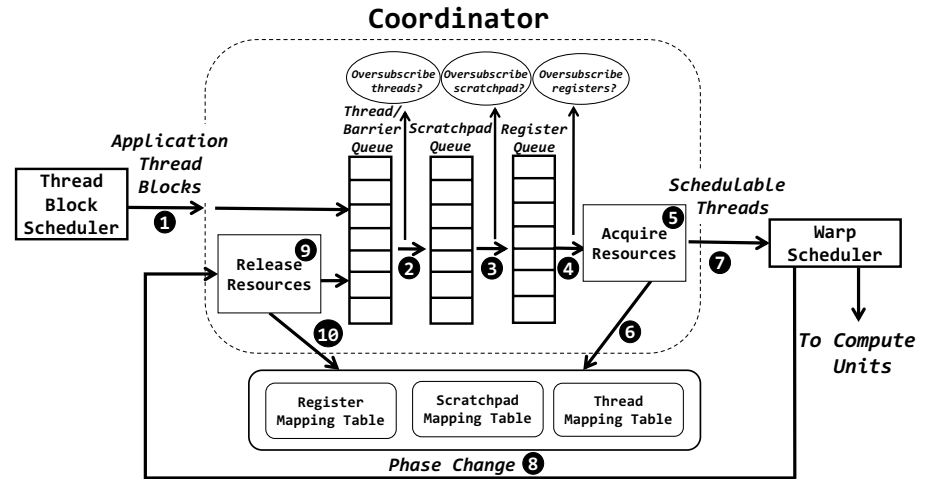 Coordinator
Oversubscribe
threads?
Oversubscribe
scratchpad?
Oversubscribe
registers?
Thread/
Barrier
Queue
Scratchpad
Queue
Register
Queue
Application
Thread
Blocks
Thread
Block
Scheduler
1
Release
Resources
9
2
3
4
Acquire
Resources
5
Schedulable
Threads
7
Warp
Scheduler
10
6
To Compute
Units
Register
Mapping Table
Scratchpad
Mapping Table
Thread
Mapping Table
Phase Change 8